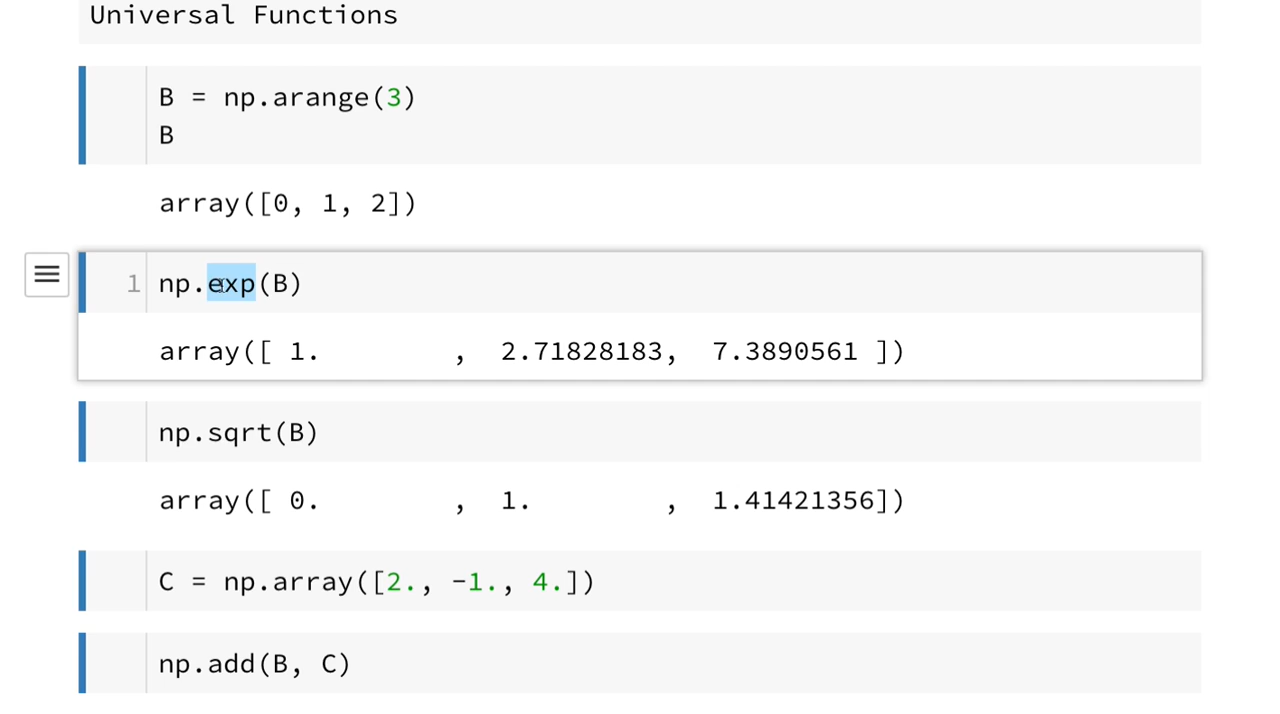 Universal Functions
B = np.arange(3)
B
array([0, 1, 2])
1 np.exp(B)
array([ 1.        ,  2.71828183,  7.3890561 ])
np.sqrt(B)
array([ 0.        ,  1.        ,  1.41421356])
C = np.array([2., -1., 4.])
np.add(B, C)